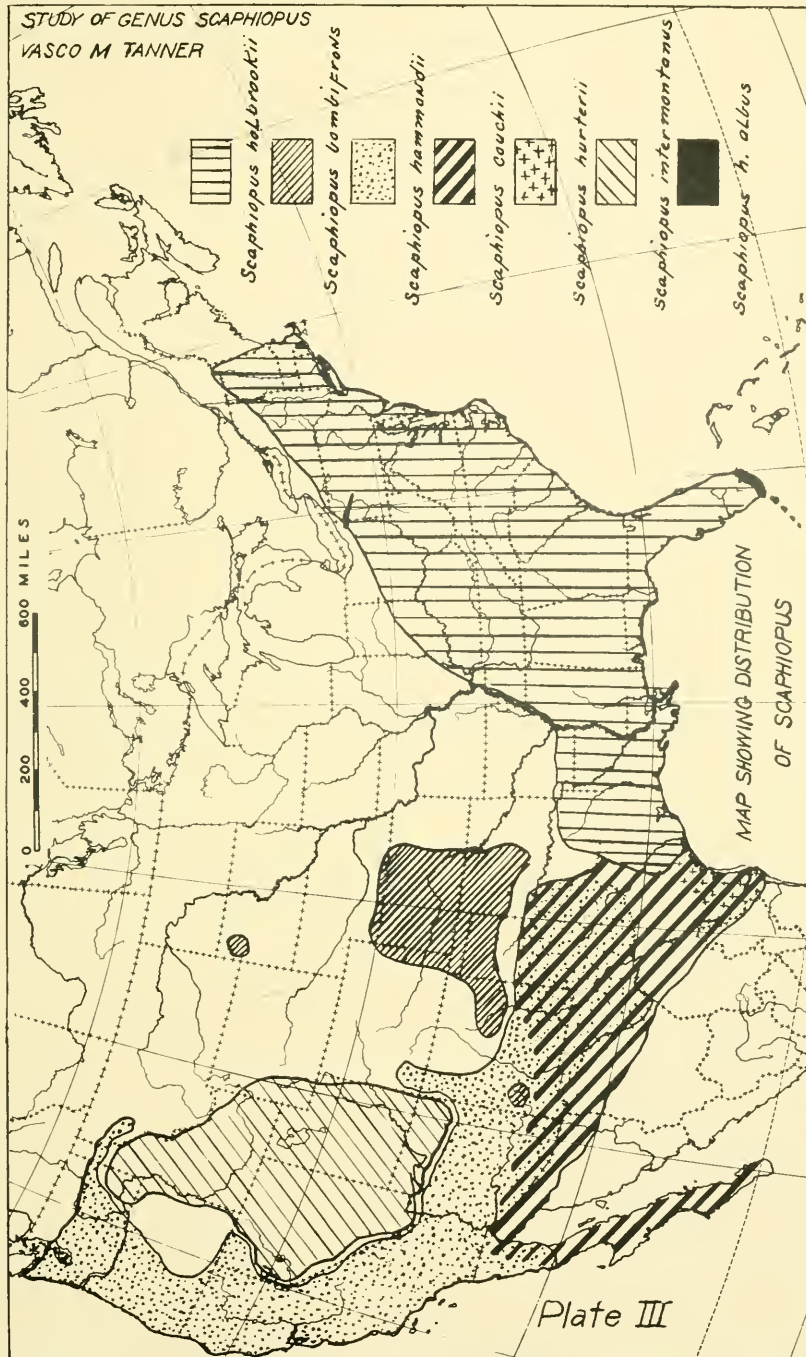 STUDY OF GENUS SCAPHIOPUS
VASCO M TANNER
Scaphiopus holbrookii
Scaphiopus bombifrons
Scaphiopus hammondii
Scaphiopus couchii
Scaphiopus hurterii
Scaphiopus intermontanus
Scaphiopus h. albus
0 200 400 600 MILES
MAP SHOWING DISTRIBUTION
OF SCAPHIOPUS
Plate III